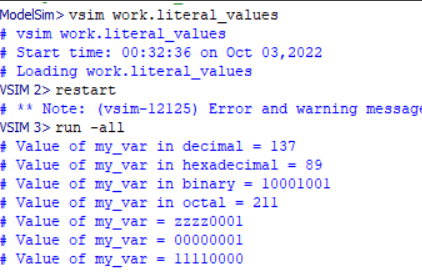 ModelSim> vsim work.literal_values
# vsim work.literal_values
# Start time: 00:32:36 on Oct 03,2022
# Loading work.literal_values
VSIM 2> restart
# ** Note: (vsim-12125) Error and warning message
VSIM 3> run -all
# Value of my_var in decimal = 137
# Value of my_var in hexadecimal = 89
# Value of my_var in binary = 10001001
# Value of my_var in octal = 211
# Value of my_var = zzzz0001
# Value of my_var = 00000001
# Value of my_var = 11110000